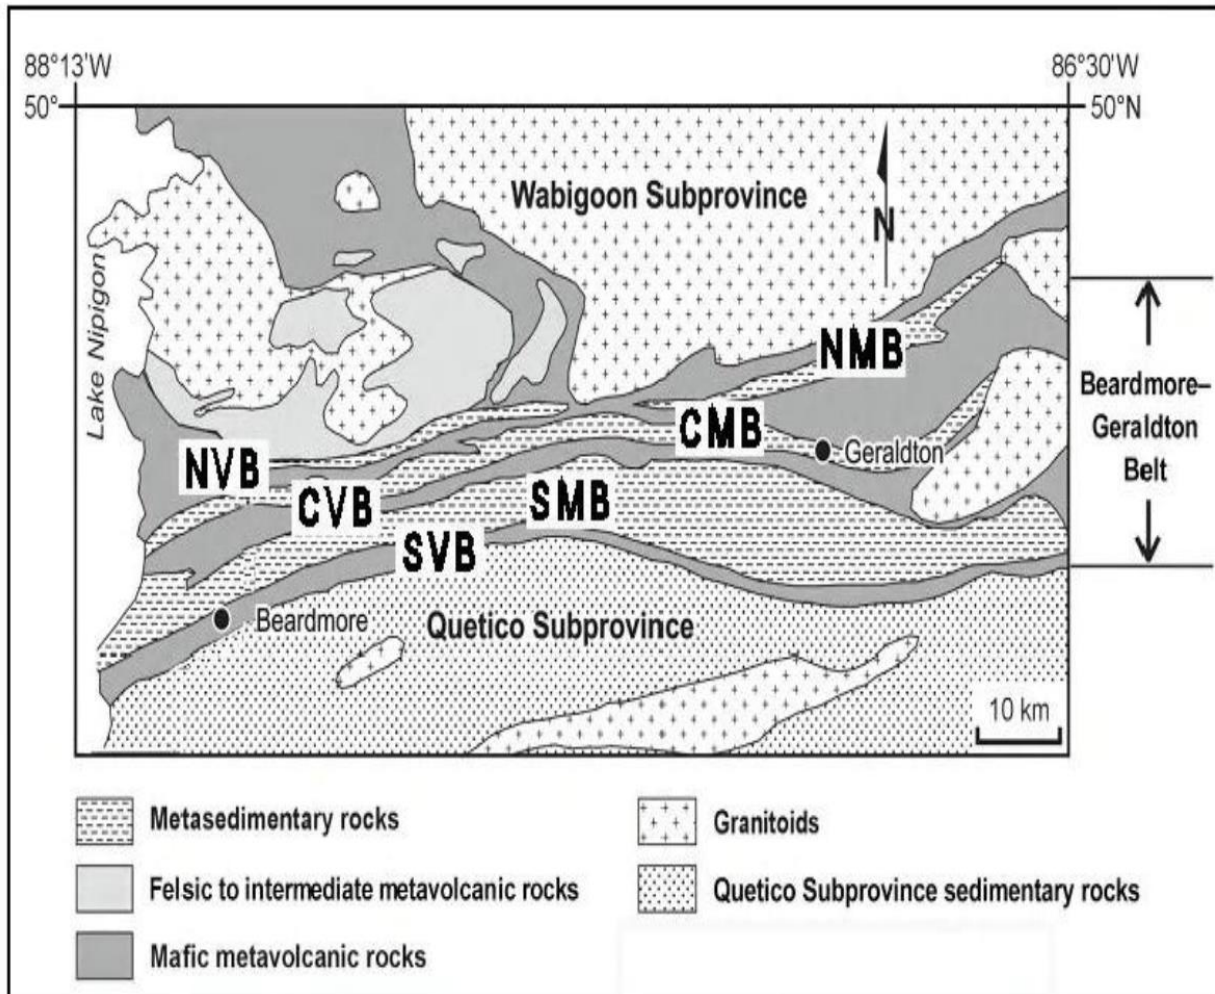 88°13'W
86°30'W
50°
50°N
Wabigoon Subprovince
N
Lake Nipigon
NMB
Beardmore–
Geraldton
Belt
CMB
Geraldton
NVB
CVB
SMB
SVB
Beardmore
Quetico Subprovince
10 km
Metasedimentary rocks
Granitoids
Felsic to intermediate metavolcanic rocks
Quetico Subprovince sedimentary rocks
Mafic metavolcanic rocks